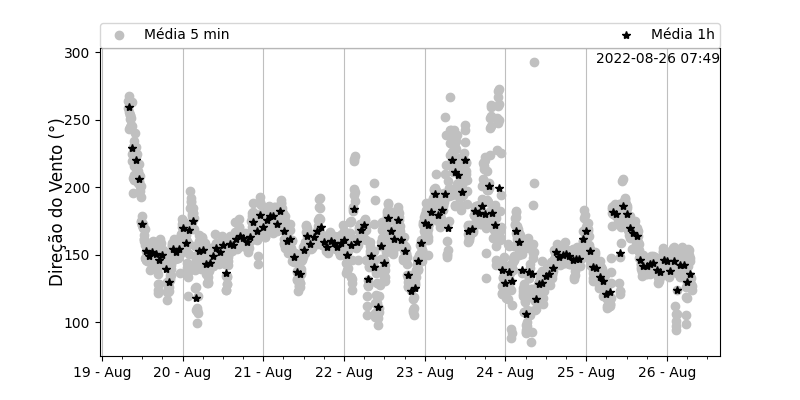 Média 5 min
Média 1h
2022-08-26 07:49
Direção do Vento (°)
300
250
200
150
100
19 - Aug
20 - Aug
21 - Aug
22 - Aug
23 - Aug
24 - Aug
25 - Aug
26 - Aug